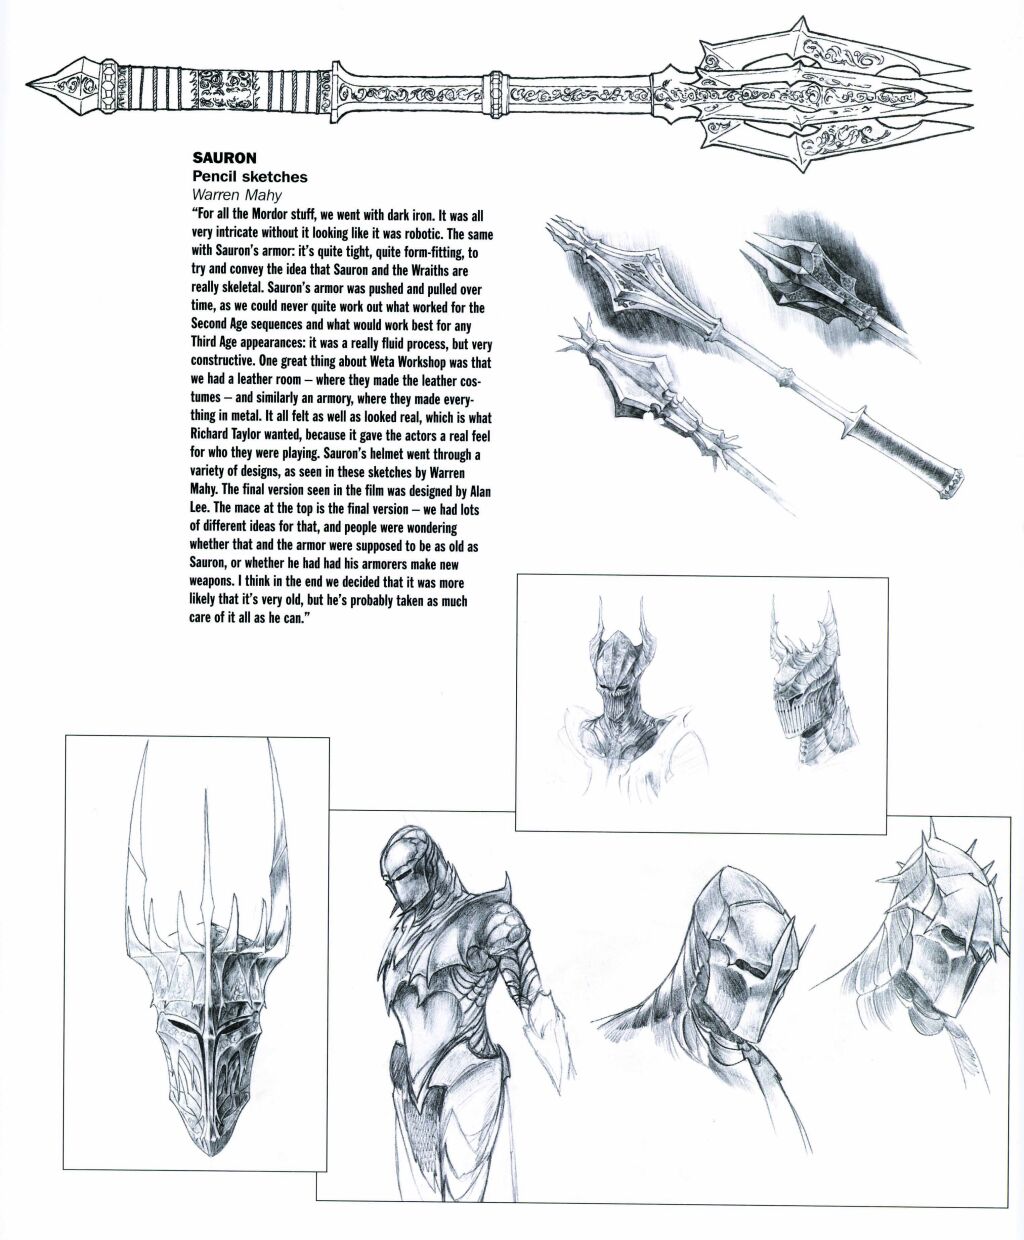 SAURON
Pencil sketches
Warren Mahy
“For all the Mordor stuff, we went with dark iron. It was all
very intricate without it looking like it was robotic. The same
with Sauron’s armor: it’s quite tight, quite form-fitting, to
try and convey the idea that Sauron and the Wraiths are
really skeletal. Sauron’s armor was pushed and pulled over
time, as we could never quite work out what worked for the
Second Age sequences and what would work best for any
Third Age appearances: it was a really fluid process, but very
constructive. One great thing about Weta Workshop was that
we had a leather room – where they made the leather cos-
tumes – and similarly an armory, where they made every-
thing in metal. It all felt as well as looked real, which is what
Richard Taylor wanted, because it gave the actors a real feel
for who they were playing. Sauron’s helmet went through a
variety of designs, as seen in these sketches by Warren
Mahy. The final version seen in the film was designed by Alan
Lee. The mace at the top is the final version – we had lots
of different ideas for that, and people were wondering
whether that and the armor were supposed to be as old as
Sauron, or whether he had had his armorers make new
weapons. I think in the end we decided that it was more
likely that it’s very old, but he’s probably taken as much
care of it all as he can.”